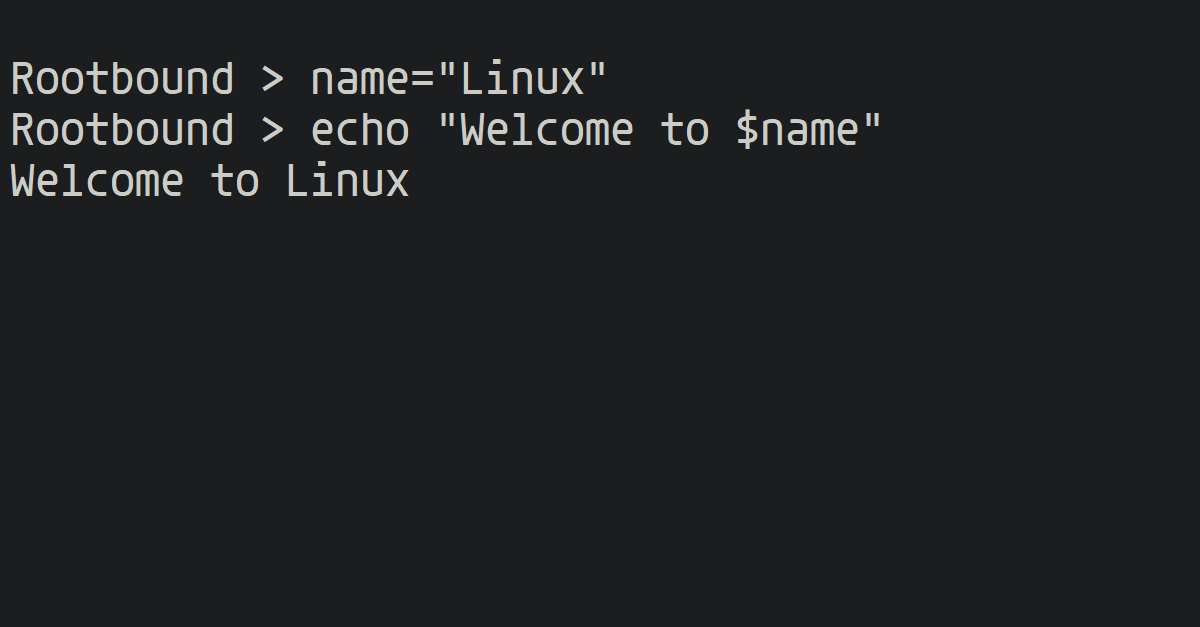 Rootbound > name="Linux"
Rootbound > echo "Welcome to $name"
Welcome to Linux